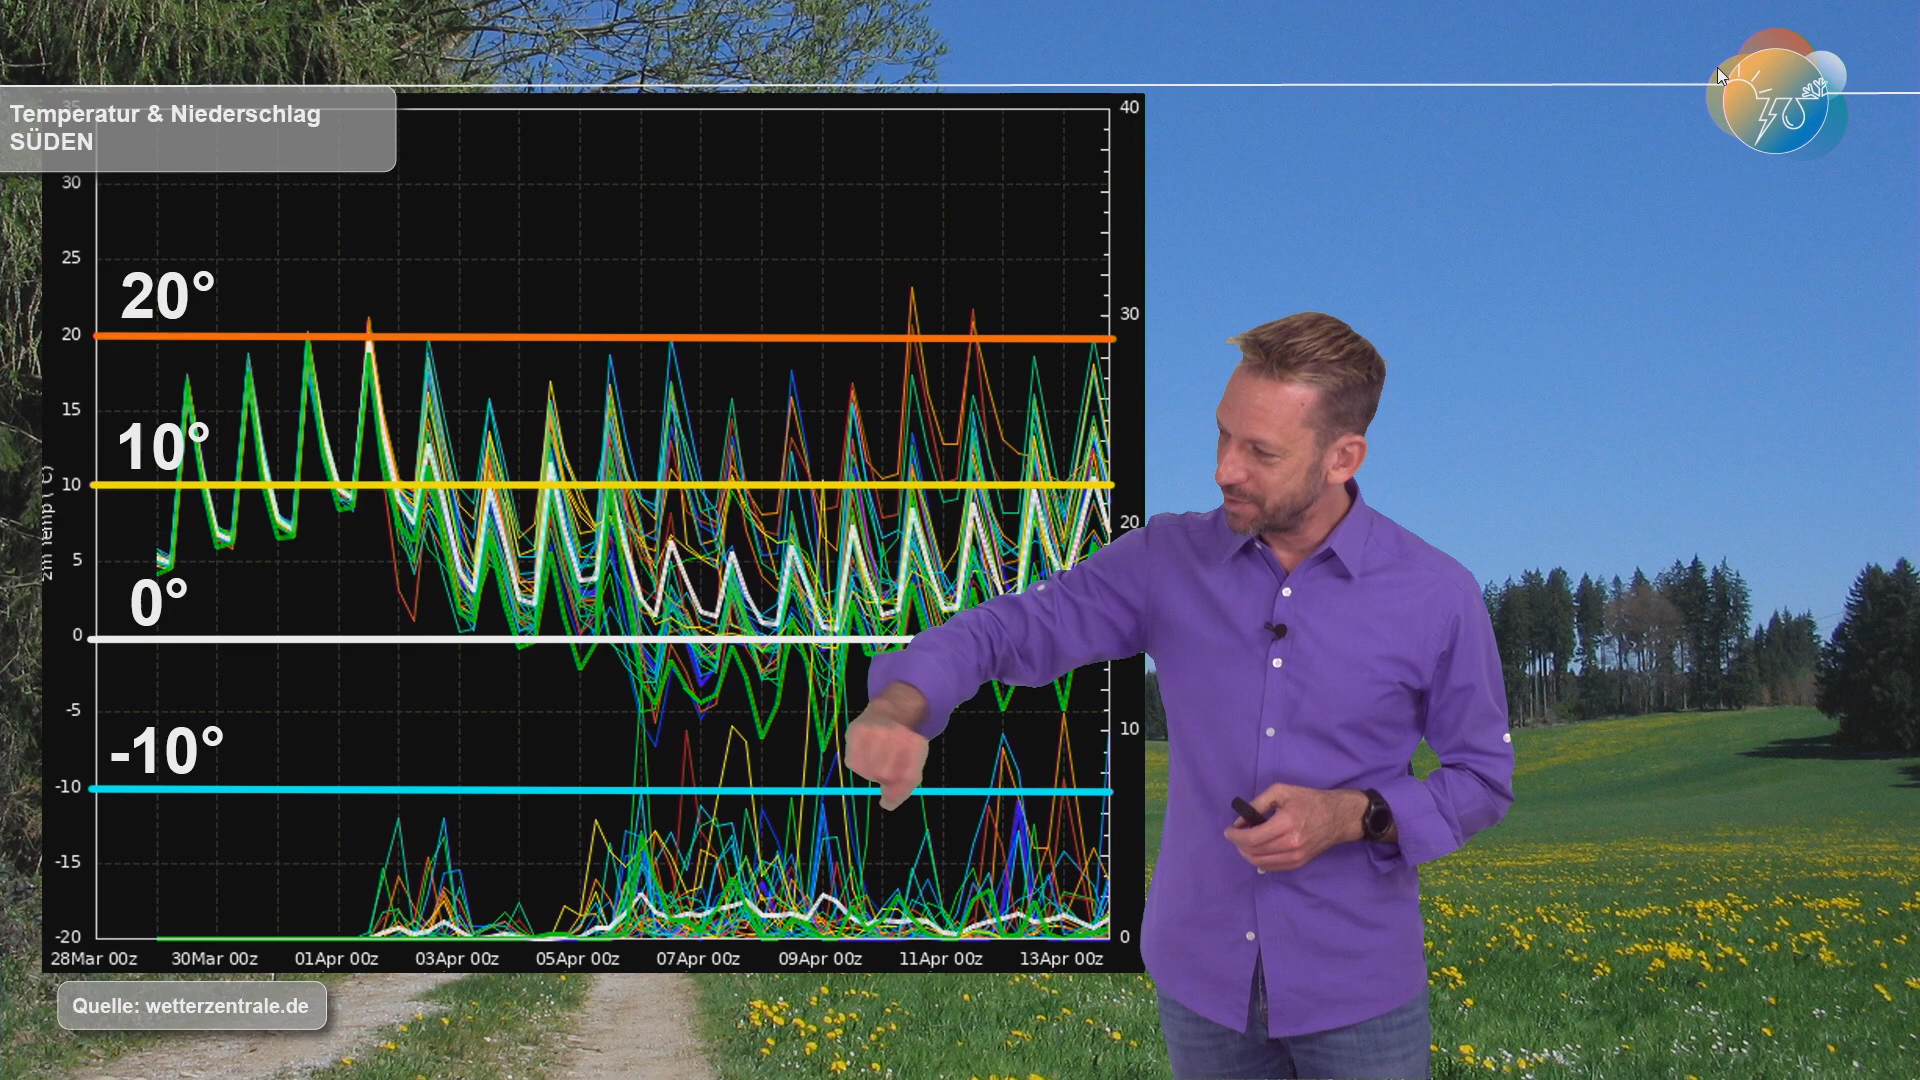 Temperatur & Niederschlag
SÜDEN
35
40
30
25
20°
30
20
15
10°
10
20
5
0°
0
-5
10
-10°
-10
-15
-20
0
28Mar 00z
30Mar 00z
01Apr 00z
03Apr 00z
05Apr 00z
07Apr 00z
09Apr 00z
11Apr 00z
13Apr 00z
Quelle: wetterzentrale.de